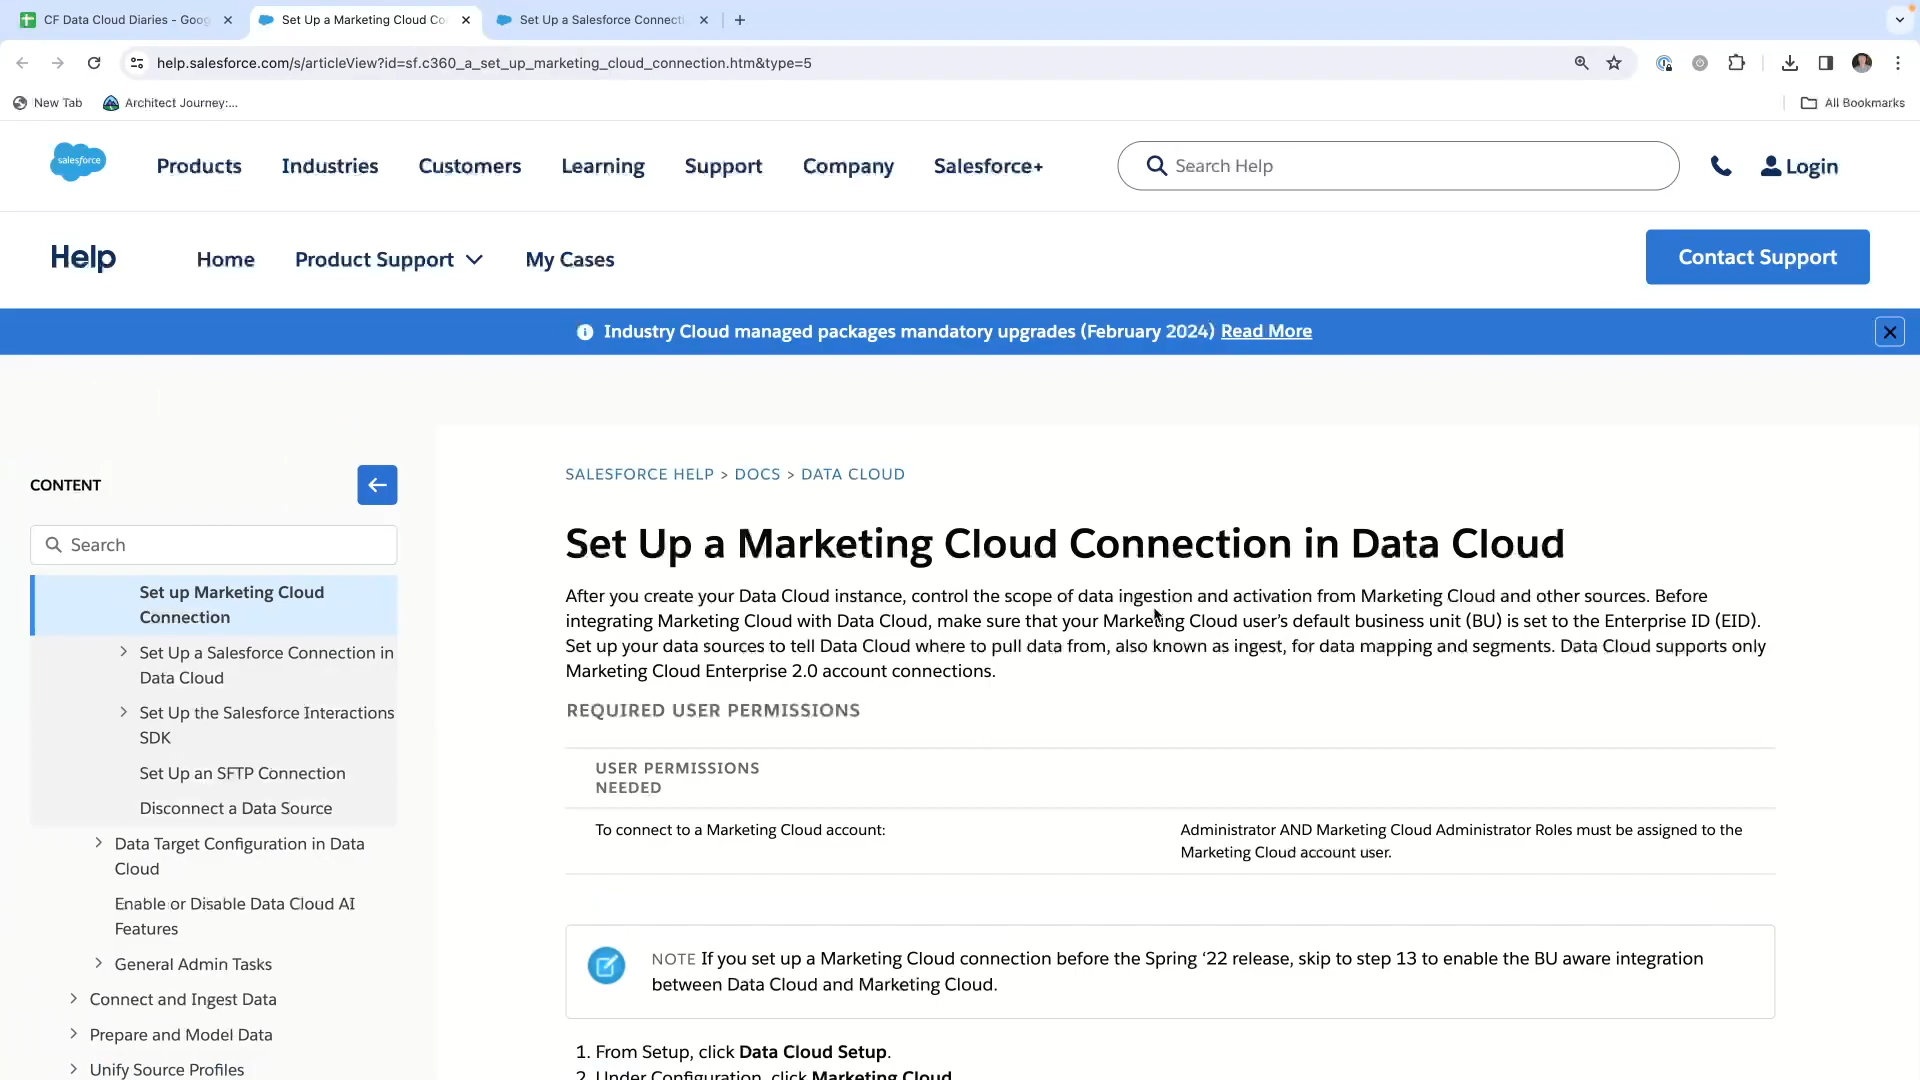 CF Data Cloud Diaries - Goog
Set Up a Marketing Cloud Co
Set Up a Salesforce Connecti
help.salesforce.com/s/articleView?id=sf.c360_a_set_up_marketing_cloud_connection.htm&type=5
New Tab
Architect Journey:...
All Bookmarks
salesforce
Products
Industries
Customers
Learning
Support
Company
Salesforce+
Search Help
Login
Help
Home
Product Support
My Cases
Contact Support
Industry Cloud managed packages mandatory upgrades (February 2024) Read More
CONTENT
Search
Set up Marketing Cloud
Connection
Set Up a Salesforce Connection in
Data Cloud
Set Up the Salesforce Interactions
SDK
Set Up an SFTP Connection
Disconnect a Data Source
Data Target Configuration in Data
Cloud
Enable or Disable Data Cloud AI
Features
General Admin Tasks
Connect and Ingest Data
Prepare and Model Data
Unify Source Profiles
SALESFORCE HELP > DOCS > DATA CLOUD
Set Up a Marketing Cloud Connection in Data Cloud
After you create your Data Cloud instance, control the scope of data ingestion and activation from Marketing Cloud and other sources. Before
integrating Marketing Cloud with Data Cloud, make sure that your Marketing Cloud user’s default business unit (BU) is set to the Enterprise ID (EID).
Set up your data sources to tell Data Cloud where to pull data from, also known as ingest, for data mapping and segments. Data Cloud supports only
Marketing Cloud Enterprise 2.0 account connections.
REQUIRED USER PERMISSIONS
USER PERMISSIONS
NEEDED
To connect to a Marketing Cloud account:
Administrator AND Marketing Cloud Administrator Roles must be assigned to the
Marketing Cloud account user.
NOTE If you set up a Marketing Cloud connection before the Spring ‘22 release, skip to step 13 to enable the BU aware integration
between Data Cloud and Marketing Cloud.
1. From Setup, click Data Cloud Setup.
2. Under Configuration, click Marketing Cloud.